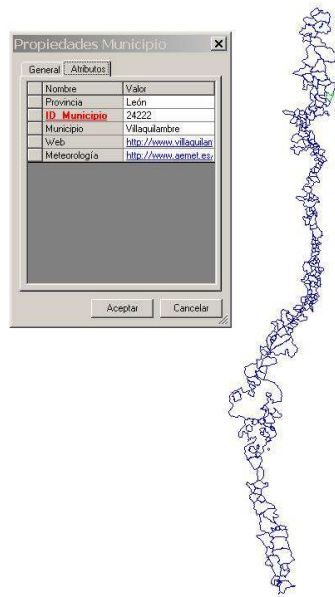 Propiedades Municipio
General Atributos
Nombre Valor
Provincia León
ID_Municipio 24222
Municipio Villaquilambre
Web http://www.villaquilan
Meteorología http://www.aemet.es/
Aceptar Cancelar